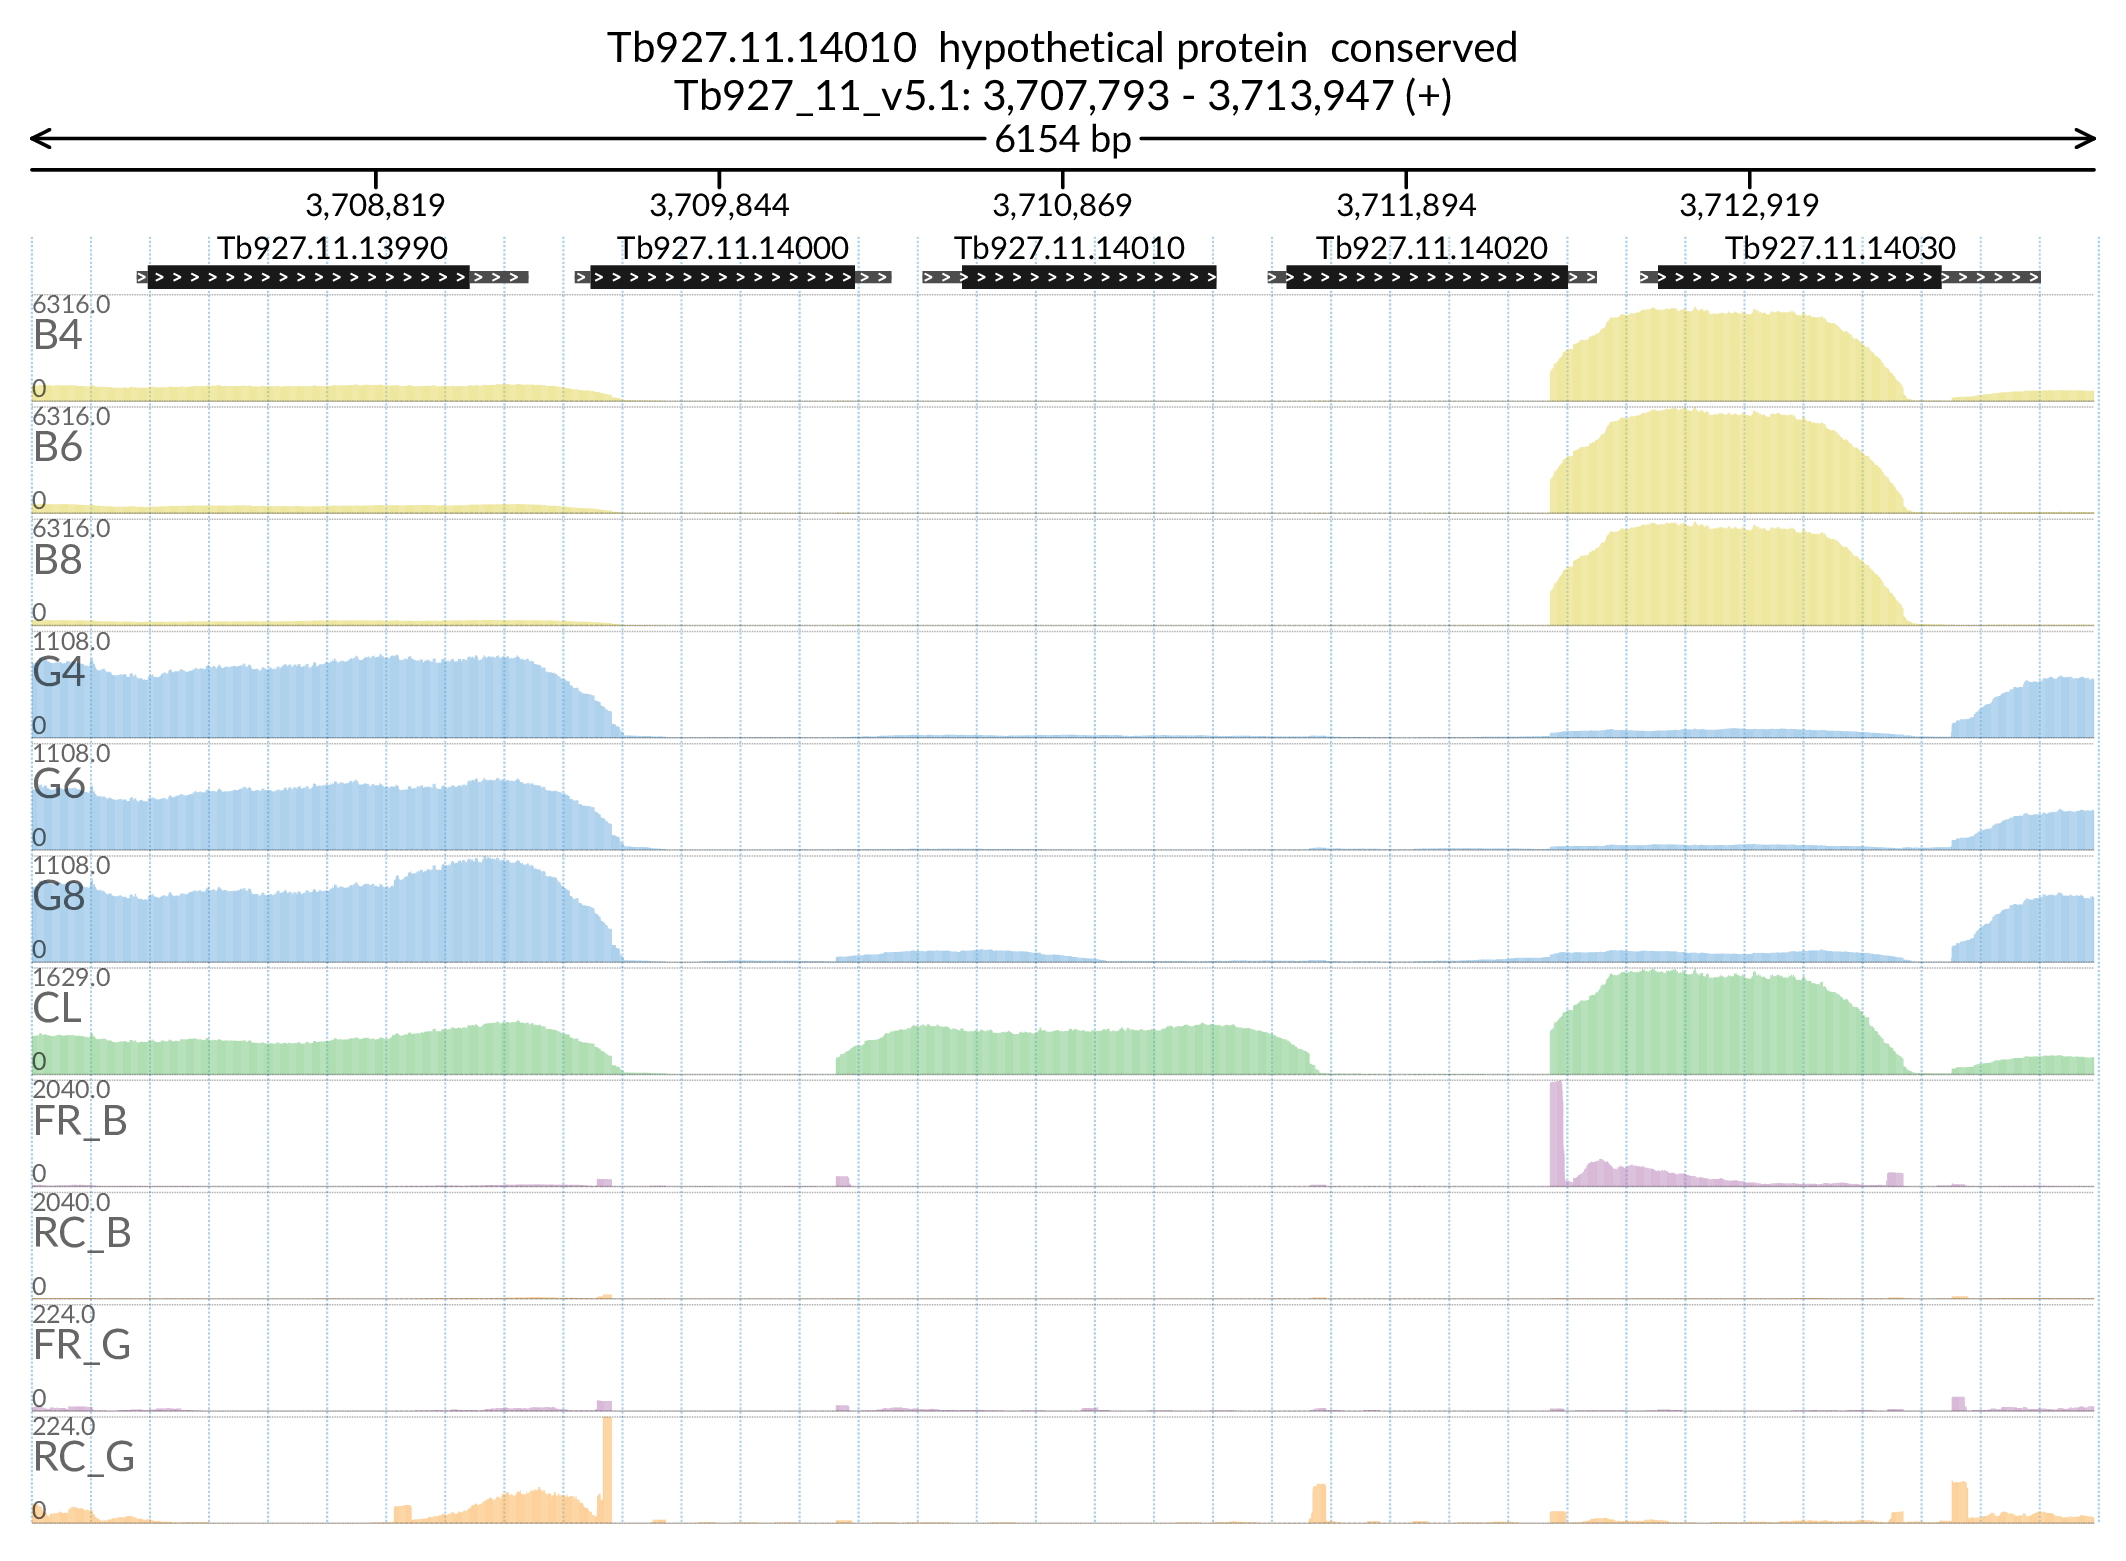 Tb927.11.14010 hypothetical protein conserved
Tb927_11_v5.1: 3,707,793 - 3,713,947 (+)
6154 bp
3,708,819 3,709,844 3,710,869 3,711,894 3,712,919
Tb927.11.13990 Tb927.11.14000 Tb927.11.14010 Tb927.11.14020 Tb927.11.14030
6316.0
B4
0
6316.0
B6
0
6316.0
B8
0
1108.0
G4
0
1108.0
G6
0
1108.0
G8
0
1629.0
CL
0
2040.0
FR_B
0
2040.0
RC_B
0
224.0
FR_G
0
224.0
RC_G
0